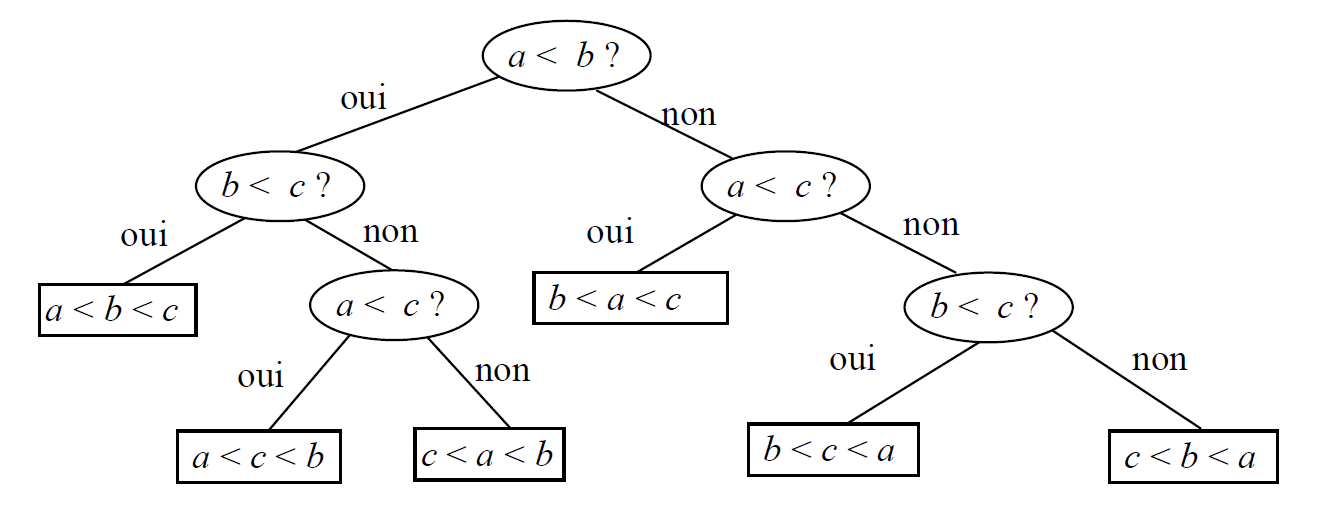 a < b ?
oui
non
b < c ?
a < c ?
oui
non
oui
non
a < b < c
a < c ?
b < a < c
b < c ?
oui
non
oui
non
a < c < b
c < a < b
b < c < a
c < b < a